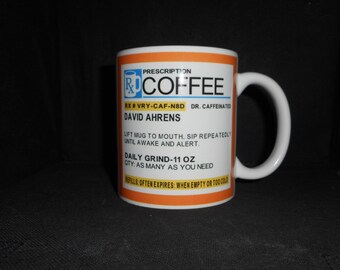 Rx PRESCRIPTION
COFFEE
RX # VRY-CAF-N8D DR. CAFFEINATED
DAVID AHRENS
LIFT MUG TO MOUTH, SIP REPEATEDLY
UNTIL AWAKE AND ALERT.
DAILY GRIND-11 OZ
QTY: AS MANY AS YOU NEED
REFILLS: OFTEN EXPIRES: WHEN EMPTY OR TOO COLD